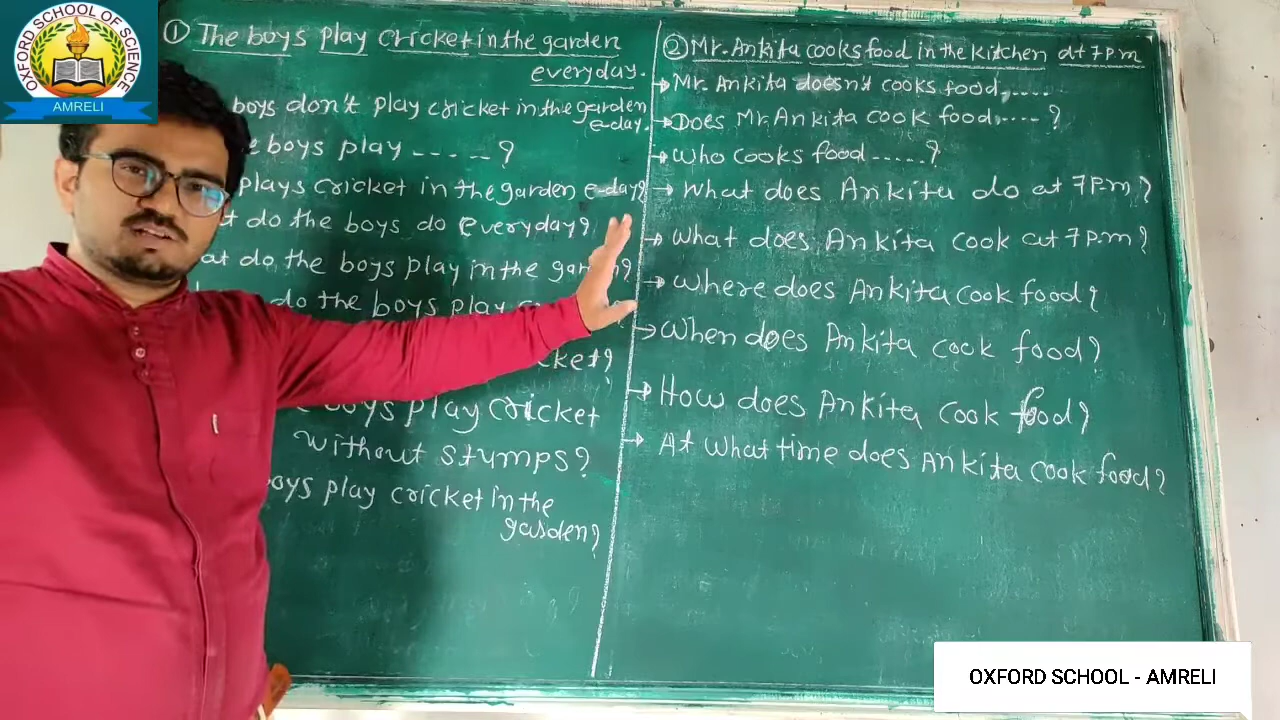 OXFORD SCHOOL OF SCIENCE
AMRELI
① The boys play cricket in the garden
everyday.
boys don't play cricket in the garden
e-day.
boys play -----?
plays cricket in the garden e-day?
do the boys do everyday?
do the boys play in the garden?
do the boys play
boys play cricket
without stumps?
boys play cricket in the
garden?
② Mr. Ankita cooks food in the kitchen at 7 P.m
→ Mr. Ankita doesn't cooks food.....
→ Does Mr. Ankita cook food.....?
→ Who cooks food.....?
→ What does Ankita do at 7 P.m?
→ What does Ankita cook at 7 P.m?
→ Where does Ankita cook food?
→ When does Ankita cook food?
→ How does Ankita cook food?
→ At what time does Ankita cook food?
OXFORD SCHOOL - AMRELI